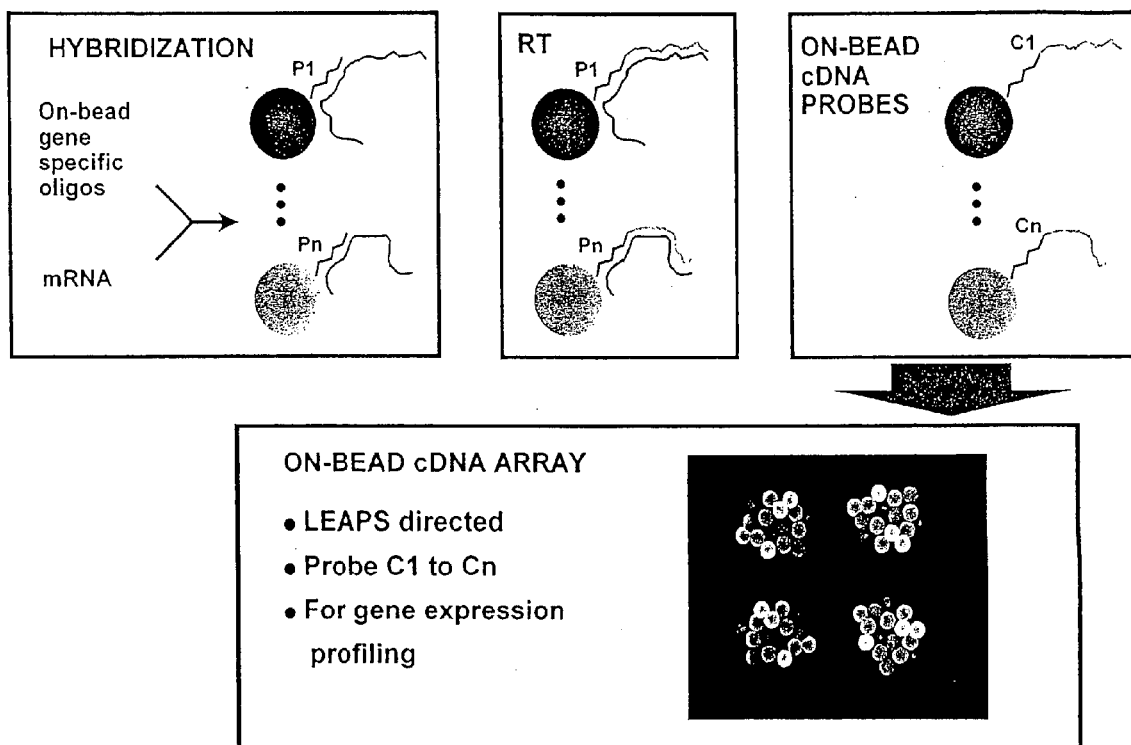 HYBRIDIZATION
P1
On-bead
gene
specific
oligos
mRNA
Pn
RT
P1
Pn
ON-BEAD
cDNA
PROBES
C1
Cn
ON-BEAD cDNA ARRAY
• LEAPS directed
• Probe C1 to Cn
• For gene expression
profiling